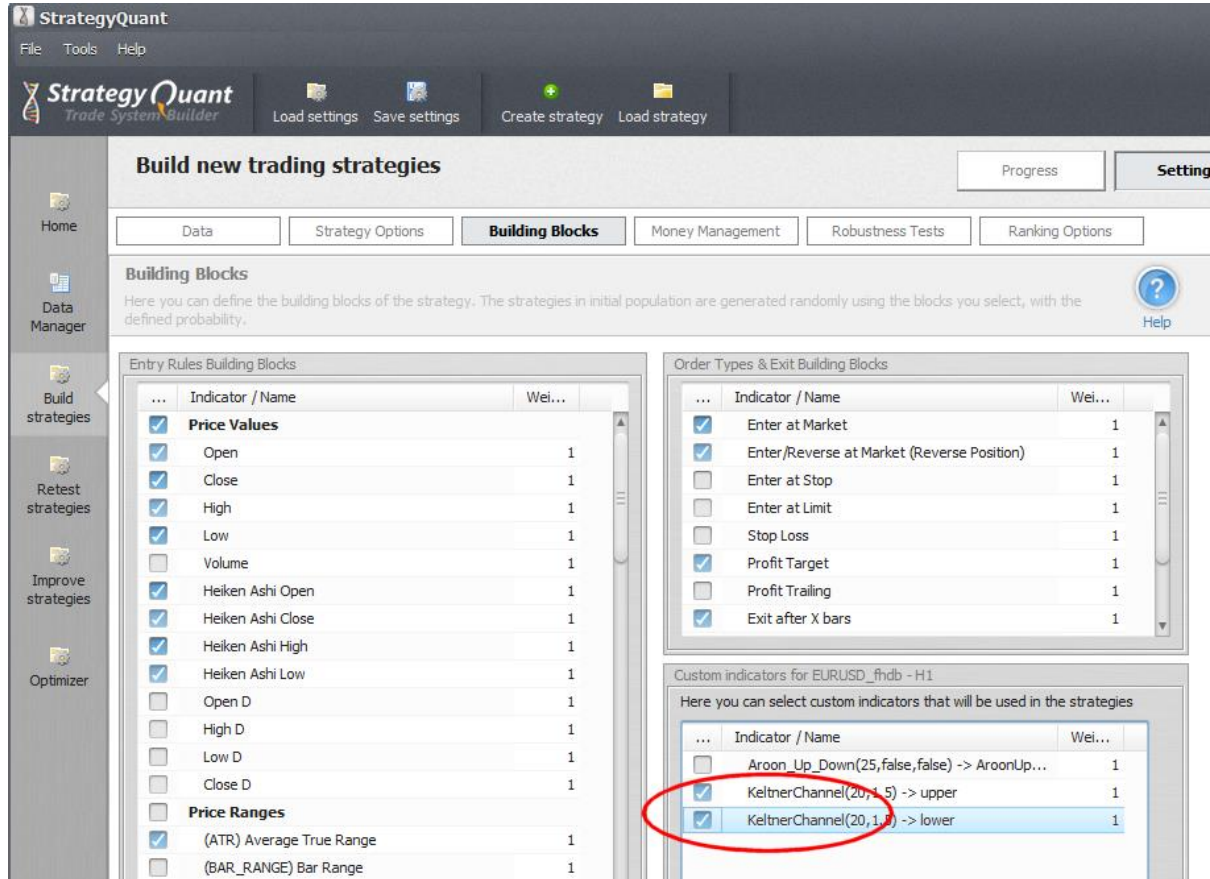 StrategyQuant
File Tools Help
StrategyQuant
Trade System Builder
Load settings Save settings Create strategy Load strategy
Build new trading strategies
Progress Setting
Home
Data Manager
Build strategies
Retest strategies
Improve strategies
Optimizer
Data Strategy Options Building Blocks Money Management Robustness Tests Ranking Options
Building Blocks
Here you can define the building blocks of the strategy. The strategies in initial population are generated randomly using the blocks you select, with the
defined probability.
? Help
Entry Rules Building Blocks
... Indicator / Name Wei...
Price Values
Open 1
Close 1
High 1
Low 1
Volume 1
Heiken Ashi Open 1
Heiken Ashi Close 1
Heiken Ashi High 1
Heiken Ashi Low 1
Open D 1
High D 1
Low D 1
Close D 1
Price Ranges
(ATR) Average True Range 1
(BAR_RANGE) Bar Range 1
Order Types & Exit Building Blocks
... Indicator / Name Wei...
Enter at Market 1
Enter/Reverse at Market (Reverse Position) 1
Enter at Stop 1
Enter at Limit 1
Stop Loss 1
Profit Target 1
Profit Trailing 1
Exit after X bars 1
Custom indicators for EURUSD_fhdb - H1
Here you can select custom indicators that will be used in the strategies
... Indicator / Name Wei...
Aroon_Up_Down(25,false,false) -> AroonUp... 1
KeltnerChannel(20,1.5) -> upper 1
KeltnerChannel(20,1.5) -> lower 1